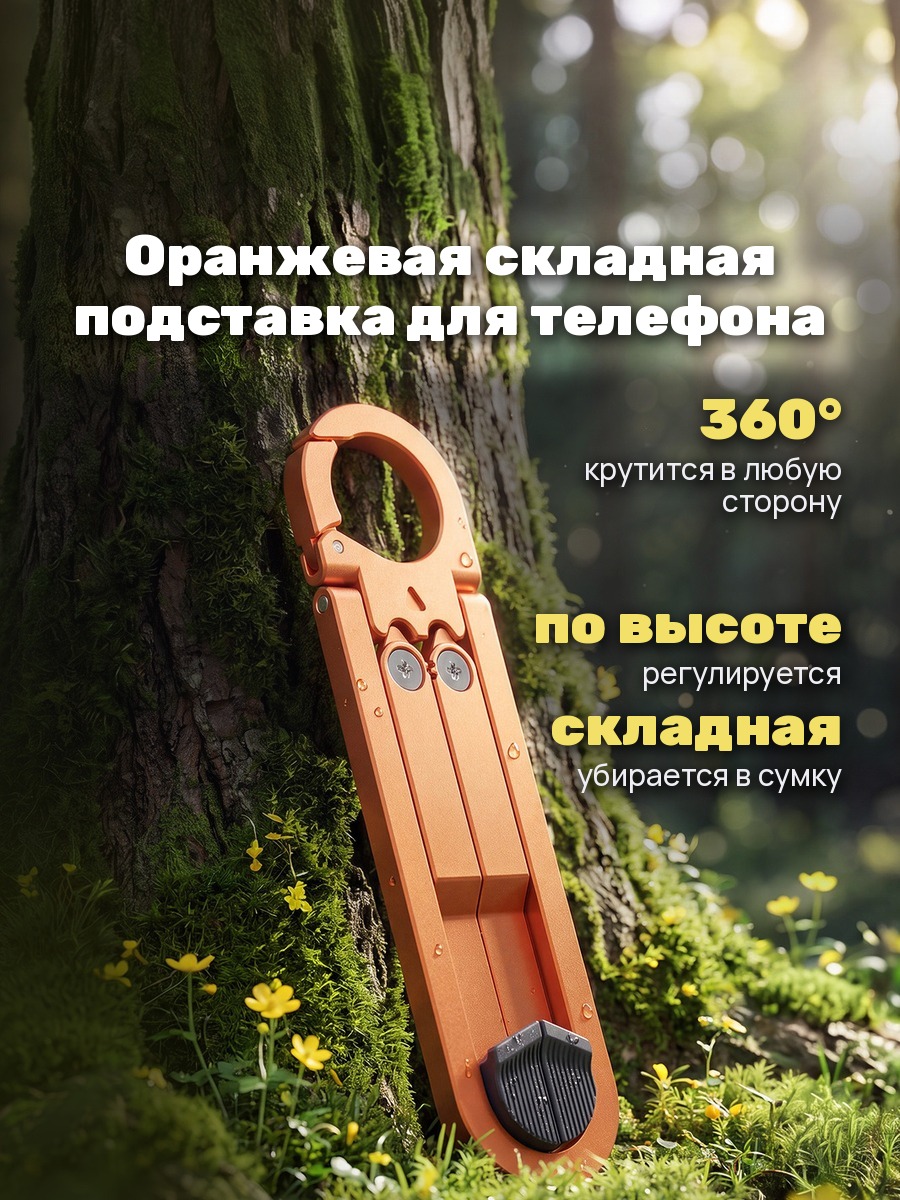 Оранжевая складная
подставка для телефона
360°
крутится в любую
сторону
по высоте
регулируется
складная
убирается в сумку